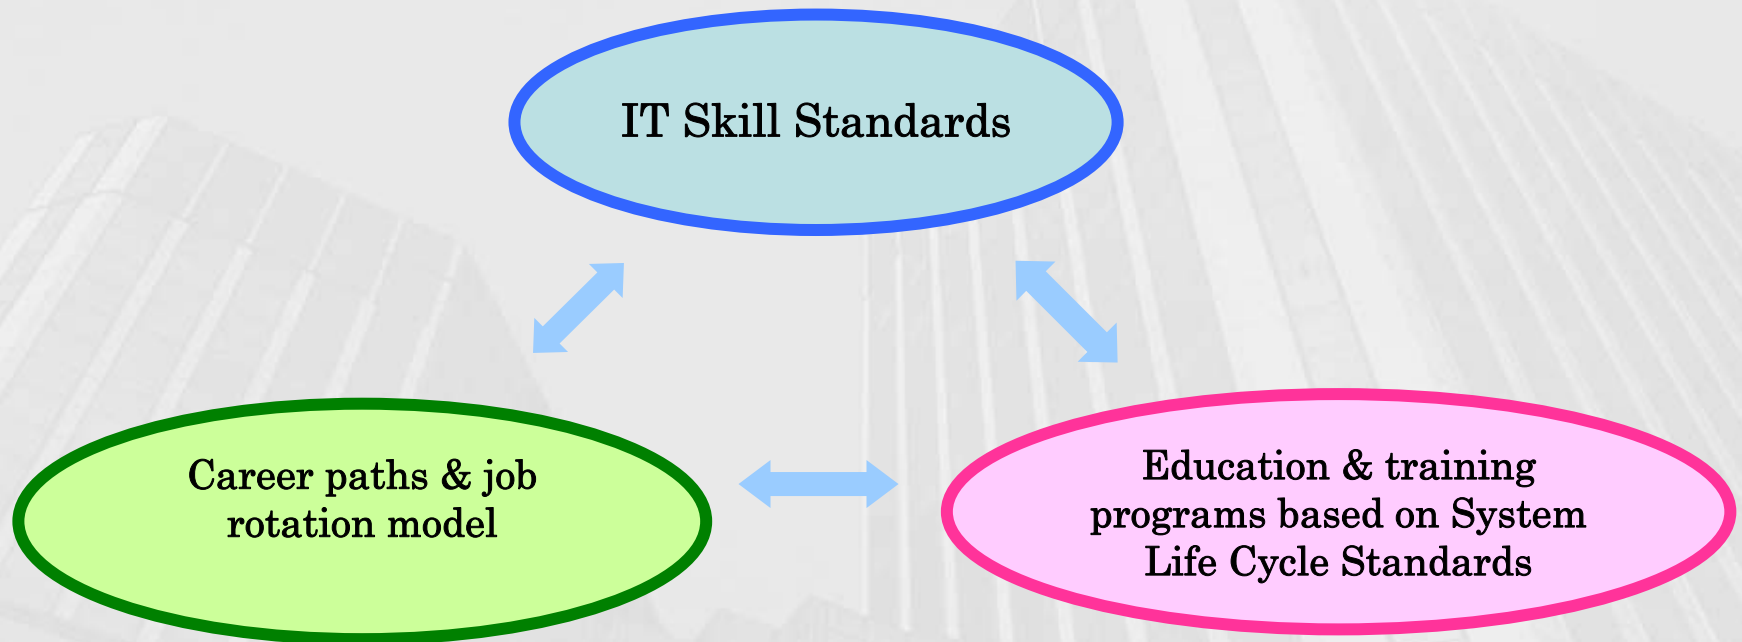 IT Skill Standards
Career paths & job
rotation model
Education & training
programs based on System
Life Cycle Standards